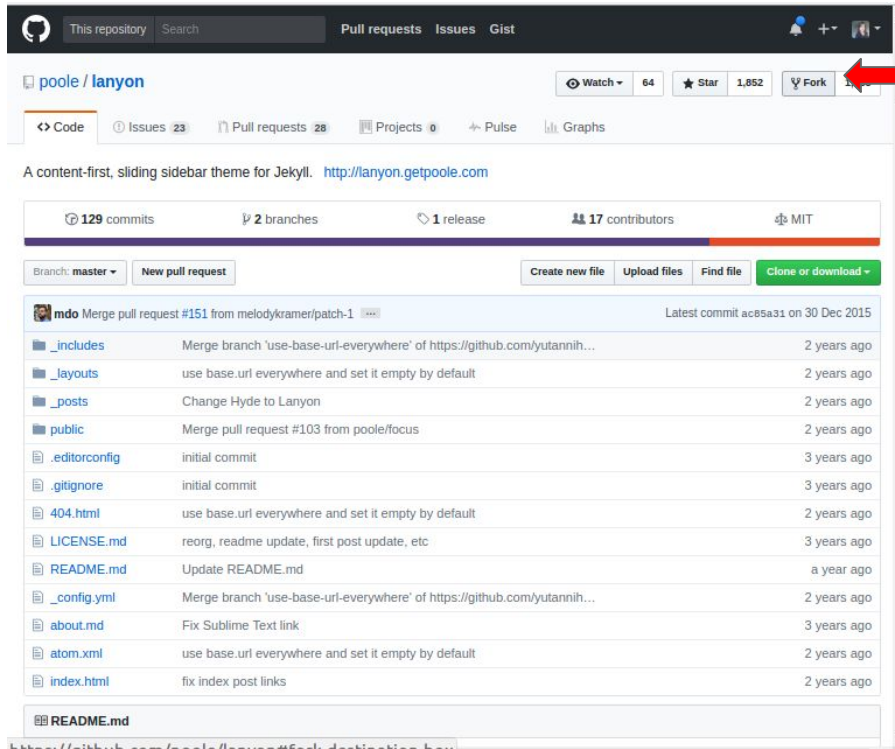 This repository Search Pull requests Issues Gist
poole / lanyon Watch 64 Star 1,852 Fork
Code Issues 23 Pull requests 28 Projects 0 Pulse Graphs
A content-first, sliding sidebar theme for Jekyll. http://lanyon.getpoole.com
129 commits 2 branches 1 release 17 contributors MIT
Branch: master New pull request Create new file Upload files Find file Clone or download
mdo Merge pull request #151 from melodykramer/patch-1 ... Latest commit ac85a31 on 30 Dec 2015
_includes Merge branch 'use-base-url-everywhere' of https://github.com/yutannih... 2 years ago
_layouts use base.url everywhere and set it empty by default 2 years ago
_posts Change Hyde to Lanyon 2 years ago
public Merge pull request #103 from poole/focus 2 years ago
.editorconfig initial commit 3 years ago
.gitignore initial commit 3 years ago
404.html use base.url everywhere and set it empty by default 2 years ago
LICENSE.md reorg, readme update, first post update, etc 3 years ago
README.md Update README.md a year ago
_config.yml Merge branch 'use-base-url-everywhere' of https://github.com/yutannih... 2 years ago
about.md Fix Sublime Text link 3 years ago
atom.xml use base.url everywhere and set it empty by default 2 years ago
index.html fix index post links 2 years ago
README.md
https://github.com/poole/lanyon#fork-destination-box